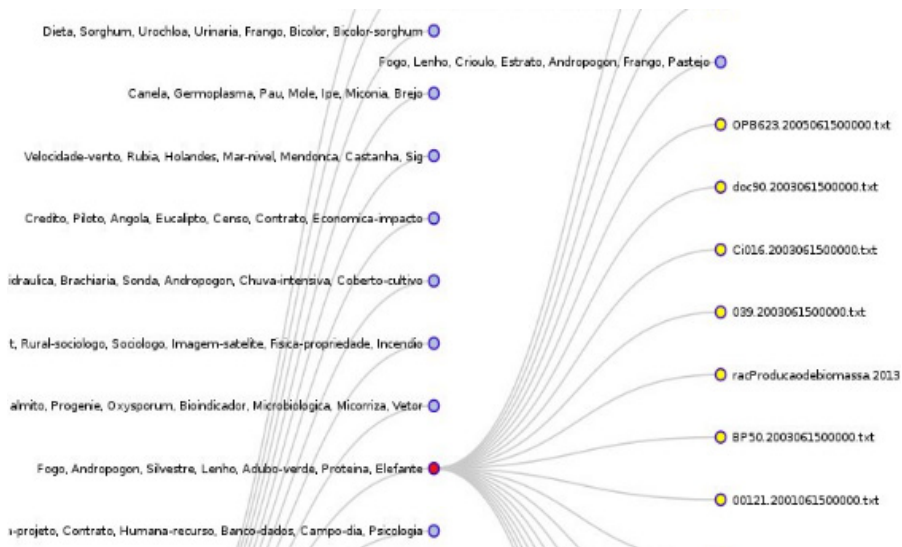 Dieta, Sorghum, Urochloa, Urinaria, Frango, Bicolor, Bicolor-sorghum
Fogo, Lenho, Crioulo, Estrato, Andropogon, Frango, Pastejo
Canela, Germoplasma, Pau, Mole, Ipe, Miconia, Brejo
OPB623.2005061500000.txt
Velocidade-vento, Rubia, Holandes, Mar-nivel, Mendonca, Castanha, Sig
doc90.2003061500000.txt
Credito, Piloto, Angola, Eucalipto, Censo, Contrato, Economica-impacto
Ci016.2003061500000.txt
idraulica, Brachiaria, Sonda, Andropogon, Chuva-intensiva, Coberto-cultivo
039.2003061500000.txt
t, Rural-sociologo, Sociologo, Imagem-satelite, Fisica-propriedade, Incendio
racProducaodebiomassa.2013
almito, Progenie, Oxysporum, Bioindicador, Microbiologica, Micorriza, Vetor
BP50.2003061500000.txt
Fogo, Andropogon, Silvestre, Lenho, Adubo-verde, Proteina, Elefante
00121.2001061500000.txt
-projeto, Contrato, Humana-recurso, Banco-dados, Campo-dia, Psicologia